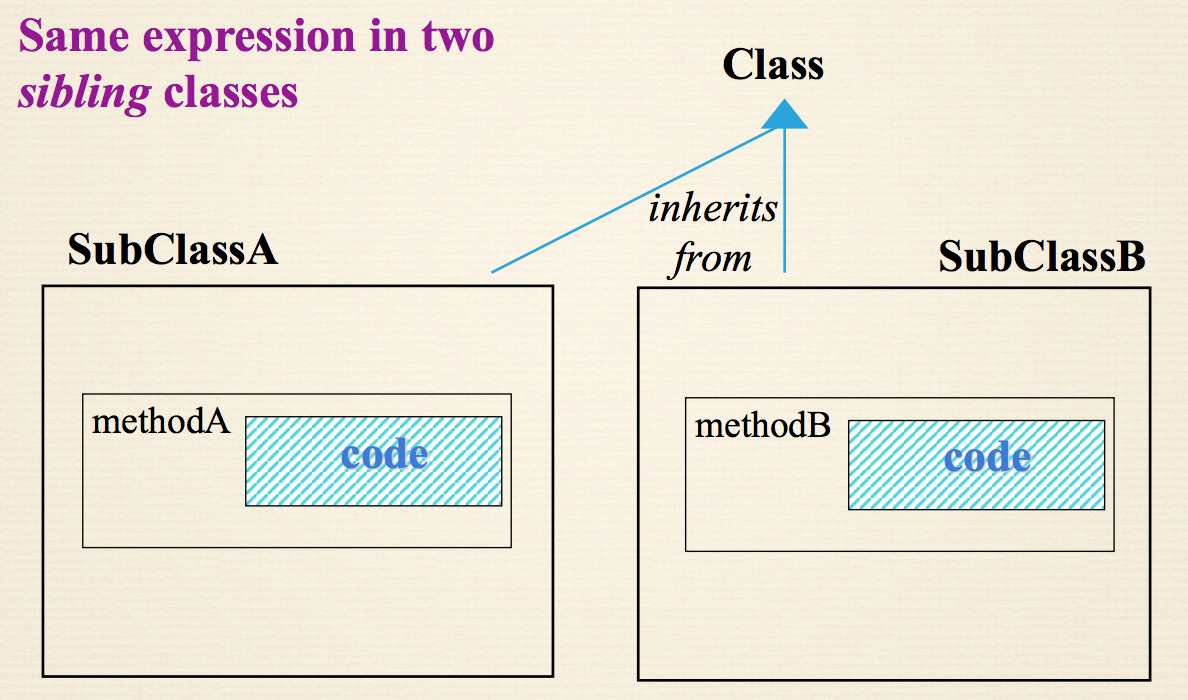 Same expression in two
sibling classes
Class
inherits
from
SubClassA
SubClassB
methodA
code
methodB
code